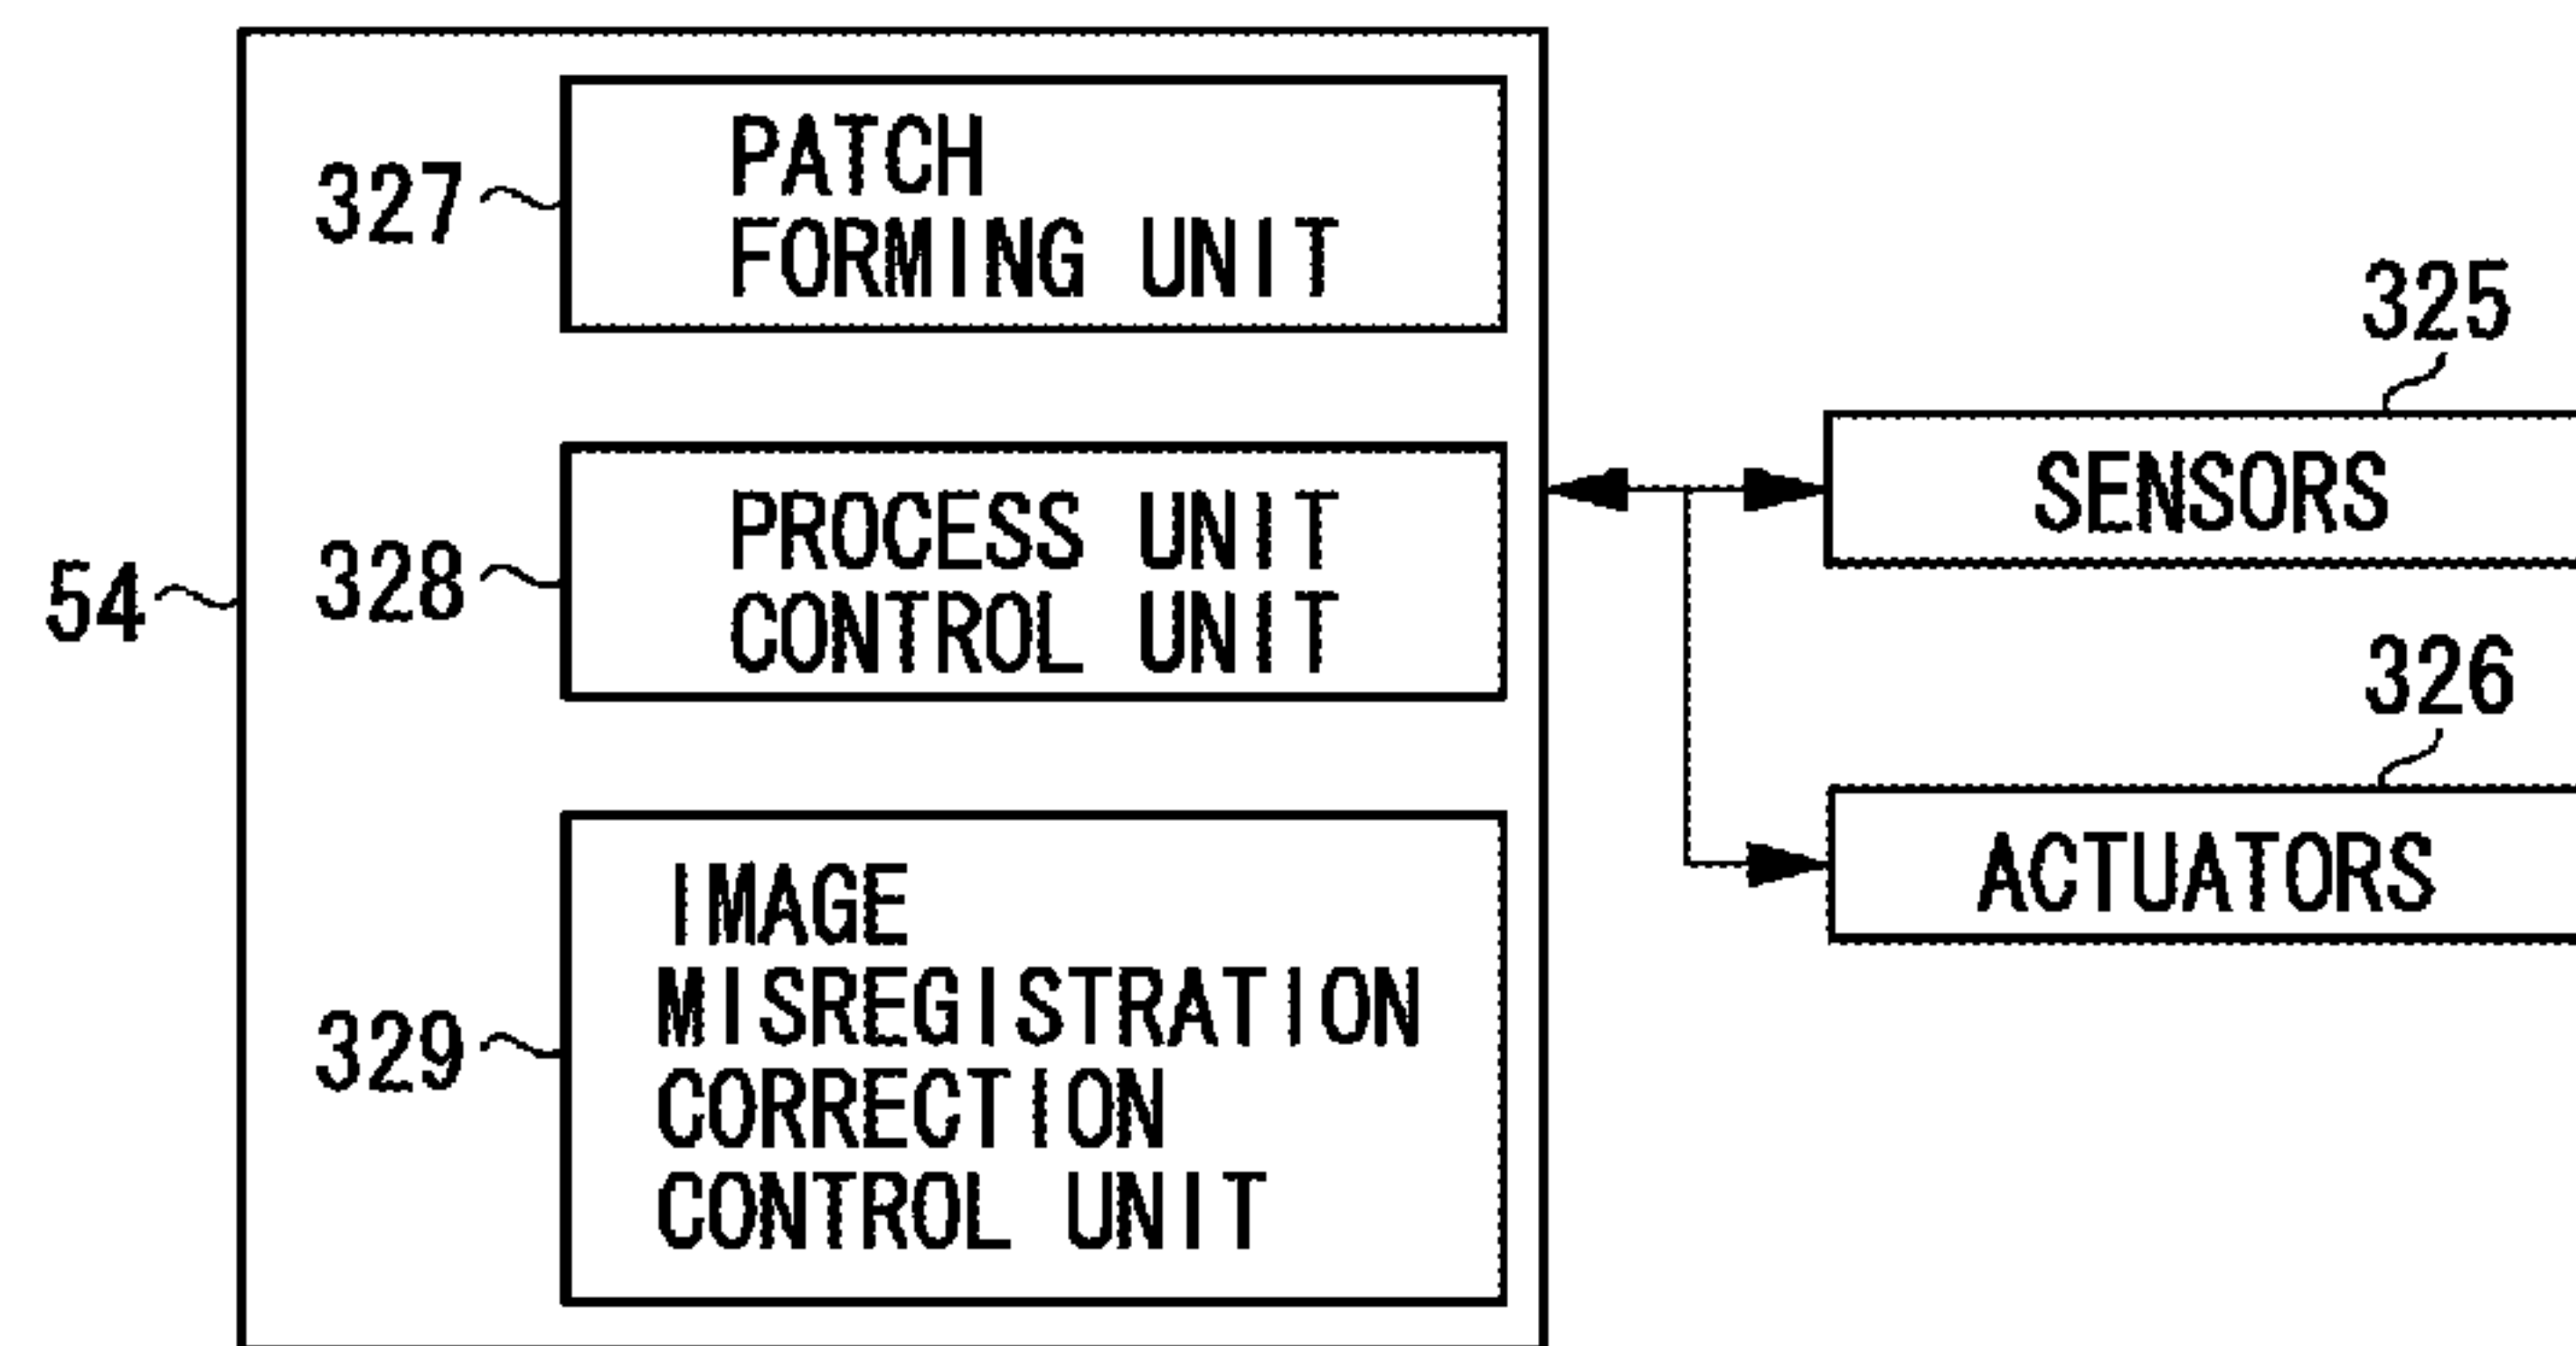 327
PATCH
FORMING UNIT
325
SENSORS
54
328
PROCESS UNIT
CONTROL UNIT
326
ACTUATORS
329
IMAGE
MISREGISTRATION
CORRECTION
CONTROL UNIT